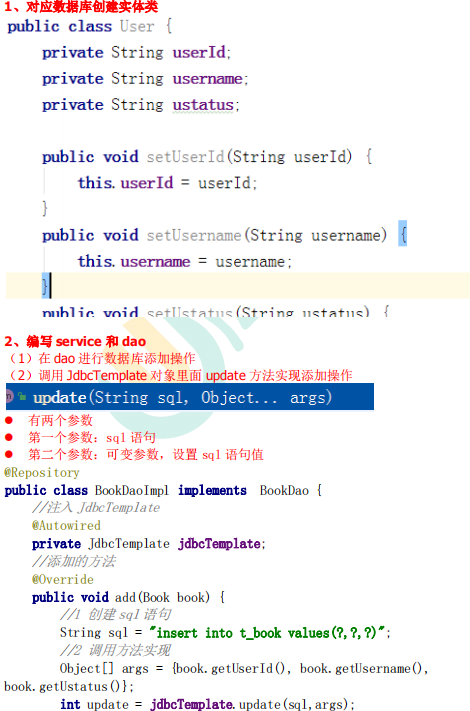 1、对应数据库创建实体类
public class User {
private String userId;
private String username;
private String ustatus;
public void setUserId(String userId) {
this.userId = userId;
}
public void setUsername(String username) {
this.username = username;
}
public void setUstatus(String ustatus) {
2、编写 service 和 dao
（1）在 dao 进行数据库添加操作
（2）调用 JdbcTemplate 对象里面 update 方法实现添加操作
update(String sql, Object... args)
● 有两个参数
● 第一个参数：sql 语句
● 第二个参数：可变参数，设置 sql 语句值
@Repository
public class BookDaoImpl implements BookDao {
//注入 JdbcTemplate
@Autowired
private JdbcTemplate jdbcTemplate;
//添加的方法
@Override
public void add(Book book) {
//1 创建 sql 语句
String sql = "insert into t_book values(?,?,?)";
//2 调用方法实现
Object[] args = {book.getUserId(), book.getUsername(),
book.getUstatus()};
int update = jdbcTemplate.update(sql,args);